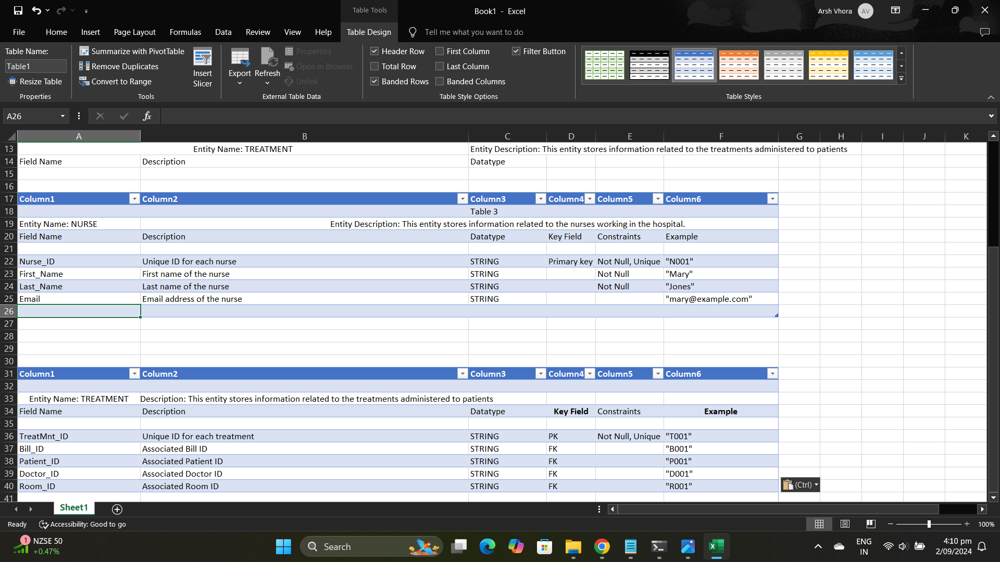 Table Tools
Book1 - Excel
Arsh Vhora AV
File Home Insert Page Layout Formulas Data Review View Help Table Design Tell me what you want to do
Table Name:
Table1
Resize Table
Properties
Summarize with PivotTable
Remove Duplicates
Convert to Range
Tools
Insert
Slicer
Export
Refresh
Properties
Open in Browser
Unlink
External Table Data
Header Row
First Column
Filter Button
Total Row
Last Column
Banded Rows
Banded Columns
Table Style Options
Table Styles
A26
fx
A B C D E F G H I J K
13 Entity Name: TREATMENT Entity Description: This entity stores information related to the treatments administered to patients
14 Field Name Description Datatype
15
16
17 Column1 Column2 Column3 Column4 Column5 Column6
18 Table 3
19 Entity Name: NURSE Entity Description: This entity stores information related to the nurses working in the hospital.
20 Field Name Description Datatype Key Field Constraints Example
21
22 Nurse_ID Unique ID for each nurse STRING Primary key Not Null, Unique "N001"
23 First_Name First name of the nurse STRING Not Null "Mary"
24 Last_Name Last name of the nurse STRING Not Null "Jones"
25 Email Email address of the nurse STRING "mary@example.com"
26
27
28
29
30
31 Column1 Column2 Column3 Column4 Column5 Column6
32
33 Entity Name: TREATMENT Description: This entity stores information related to the treatments administered to patients
34 Field Name Description Datatype Key Field Constraints Example
35
36 TreatMnt_ID Unique ID for each treatment STRING PK Not Null, Unique "T001"
37 Bill_ID Associated Bill ID STRING FK "B001"
38 Patient_ID Associated Patient ID STRING FK "P001"
39 Doctor_ID Associated Doctor ID STRING FK "D001"
40 Room_ID Associated Room ID STRING FK "R001"
(Ctrl)
41
Sheet1
Ready Accessibility: Good to go
100%
1 NZSE 50
+0.47%
Search
ENG
IN
4:10 pm
2/09/2024